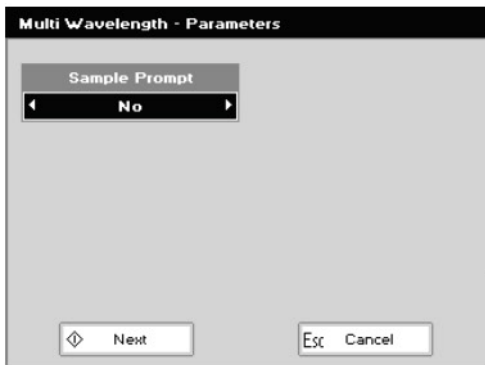 Multi Wavelength - Parameters
Sample Prompt
No
Next
Esc Cancel